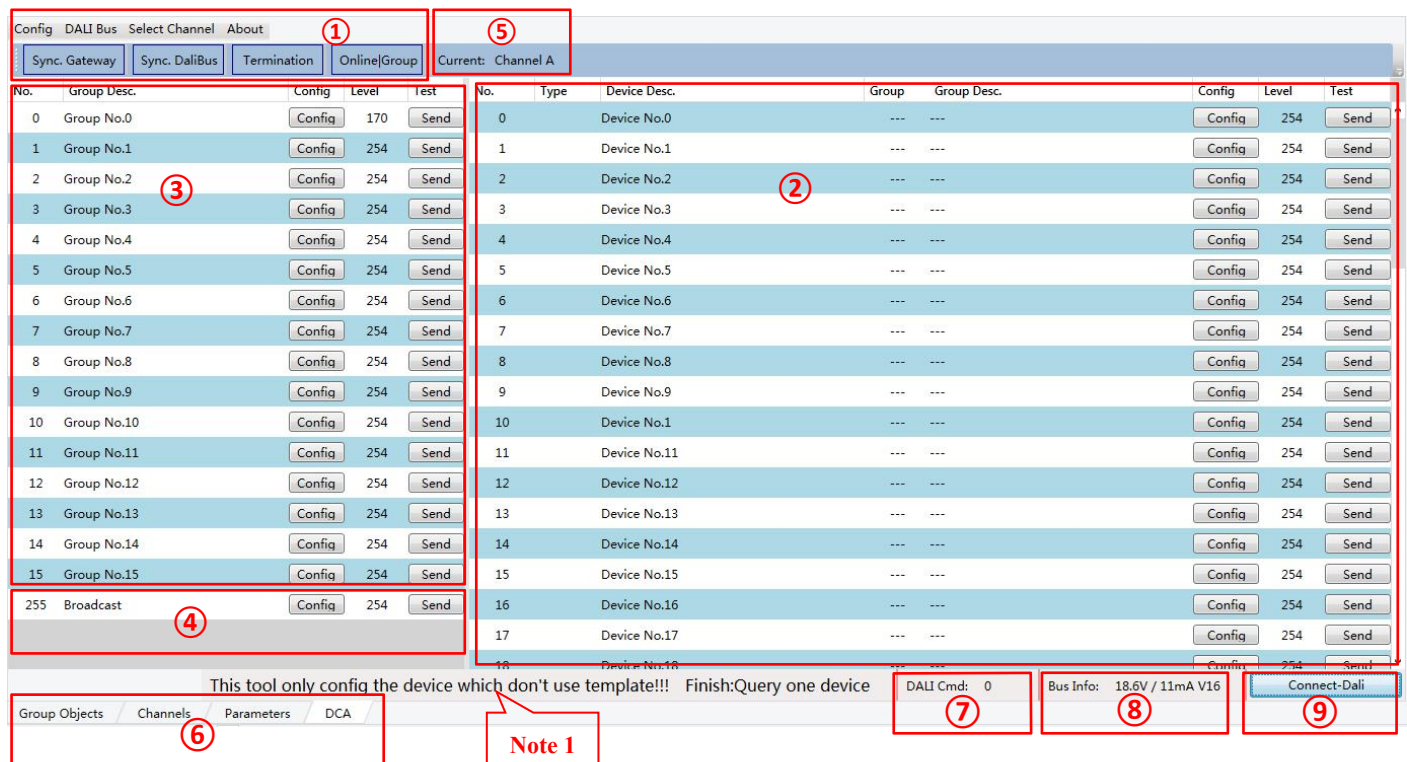 Config DALI Bus Select Channel About ① ⑤
Sync. Gateway Sync. DaliBus Termination Online|Group Current: Channel A
No. Group Desc. Config Level Test No. Type Device Desc. Group Group Desc. Config Level Test
0 Group No.0 Config 170 Send 0 Device No.0 --- --- Config 254 Send
1 Group No.1 Config 254 Send 1 Device No.1 --- --- Config 254 Send
2 Group No.2 Config 254 Send 2 Device No.2 --- --- Config 254 Send
③ ②
3 Group No.3 Config 254 Send 3 Device No.3 --- --- Config 254 Send
4 Group No.4 Config 254 Send 4 Device No.4 --- --- Config 254 Send
5 Group No.5 Config 254 Send 5 Device No.5 --- --- Config 254 Send
6 Group No.6 Config 254 Send 6 Device No.6 --- --- Config 254 Send
7 Group No.7 Config 254 Send 7 Device No.7 --- --- Config 254 Send
8 Group No.8 Config 254 Send 8 Device No.8 --- --- Config 254 Send
9 Group No.9 Config 254 Send 9 Device No.9 --- --- Config 254 Send
10 Group No.10 Config 254 Send 10 Device No.1 --- --- Config 254 Send
11 Group No.11 Config 254 Send 11 Device No.11 --- --- Config 254 Send
12 Group No.12 Config 254 Send 12 Device No.12 --- --- Config 254 Send
13 Group No.13 Config 254 Send 13 Device No.13 --- --- Config 254 Send
14 Group No.14 Config 254 Send 14 Device No.14 --- --- Config 254 Send
15 Group No.15 Config 254 Send 15 Device No.15 --- --- Config 254 Send
255 Broadcast Config 254 Send 16 Device No.16 --- --- Config 254 Send
④
17 Device No.17 --- --- Config 254 Send
18 Device No.18 --- --- Config 254 Send
This tool only config the device which don't use template!!! Finish:Query one device DALI Cmd: 0 Bus Info: 18.6V / 11mA V16 Connect-Dali
Group Objects Channels Parameters DCA ⑦ ⑧ ⑨
⑥ Note 1